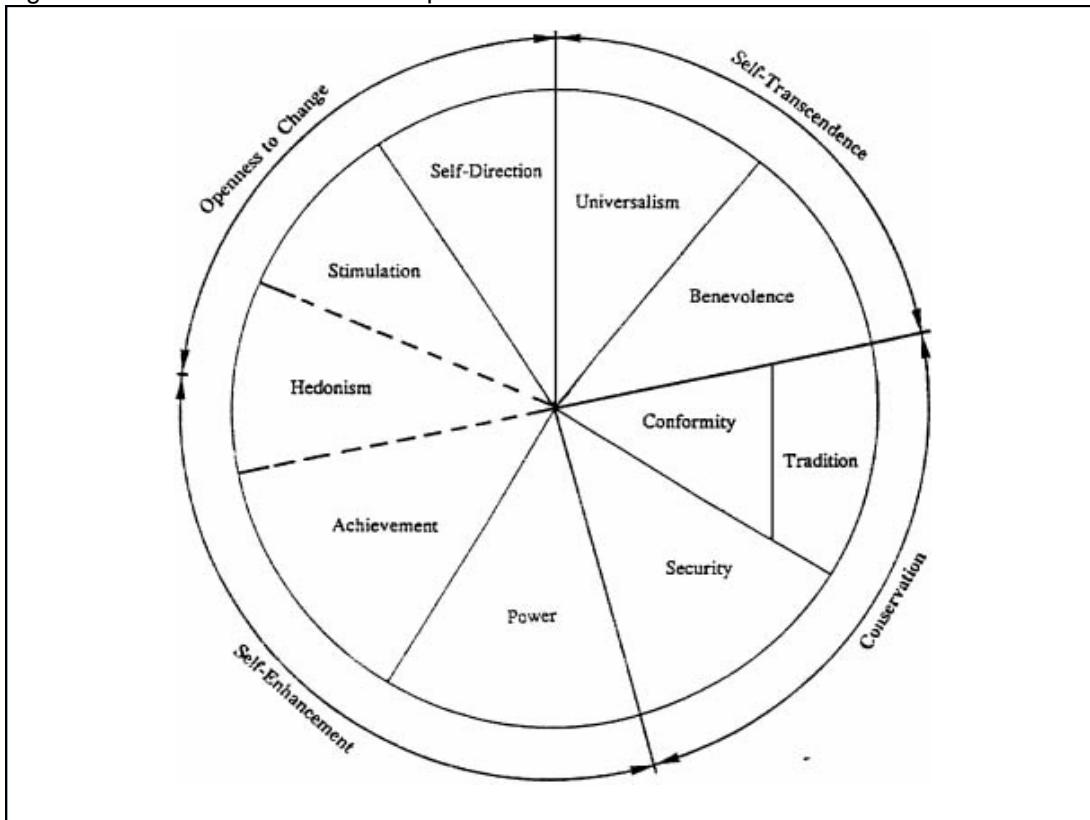 Openness to Change
Self-Transcendence
Self-Direction
Universalism
Stimulation
Benevolence
Hedonism
Conformity
Tradition
Achievement
Security
Power
Self-Enhancement
Conservation